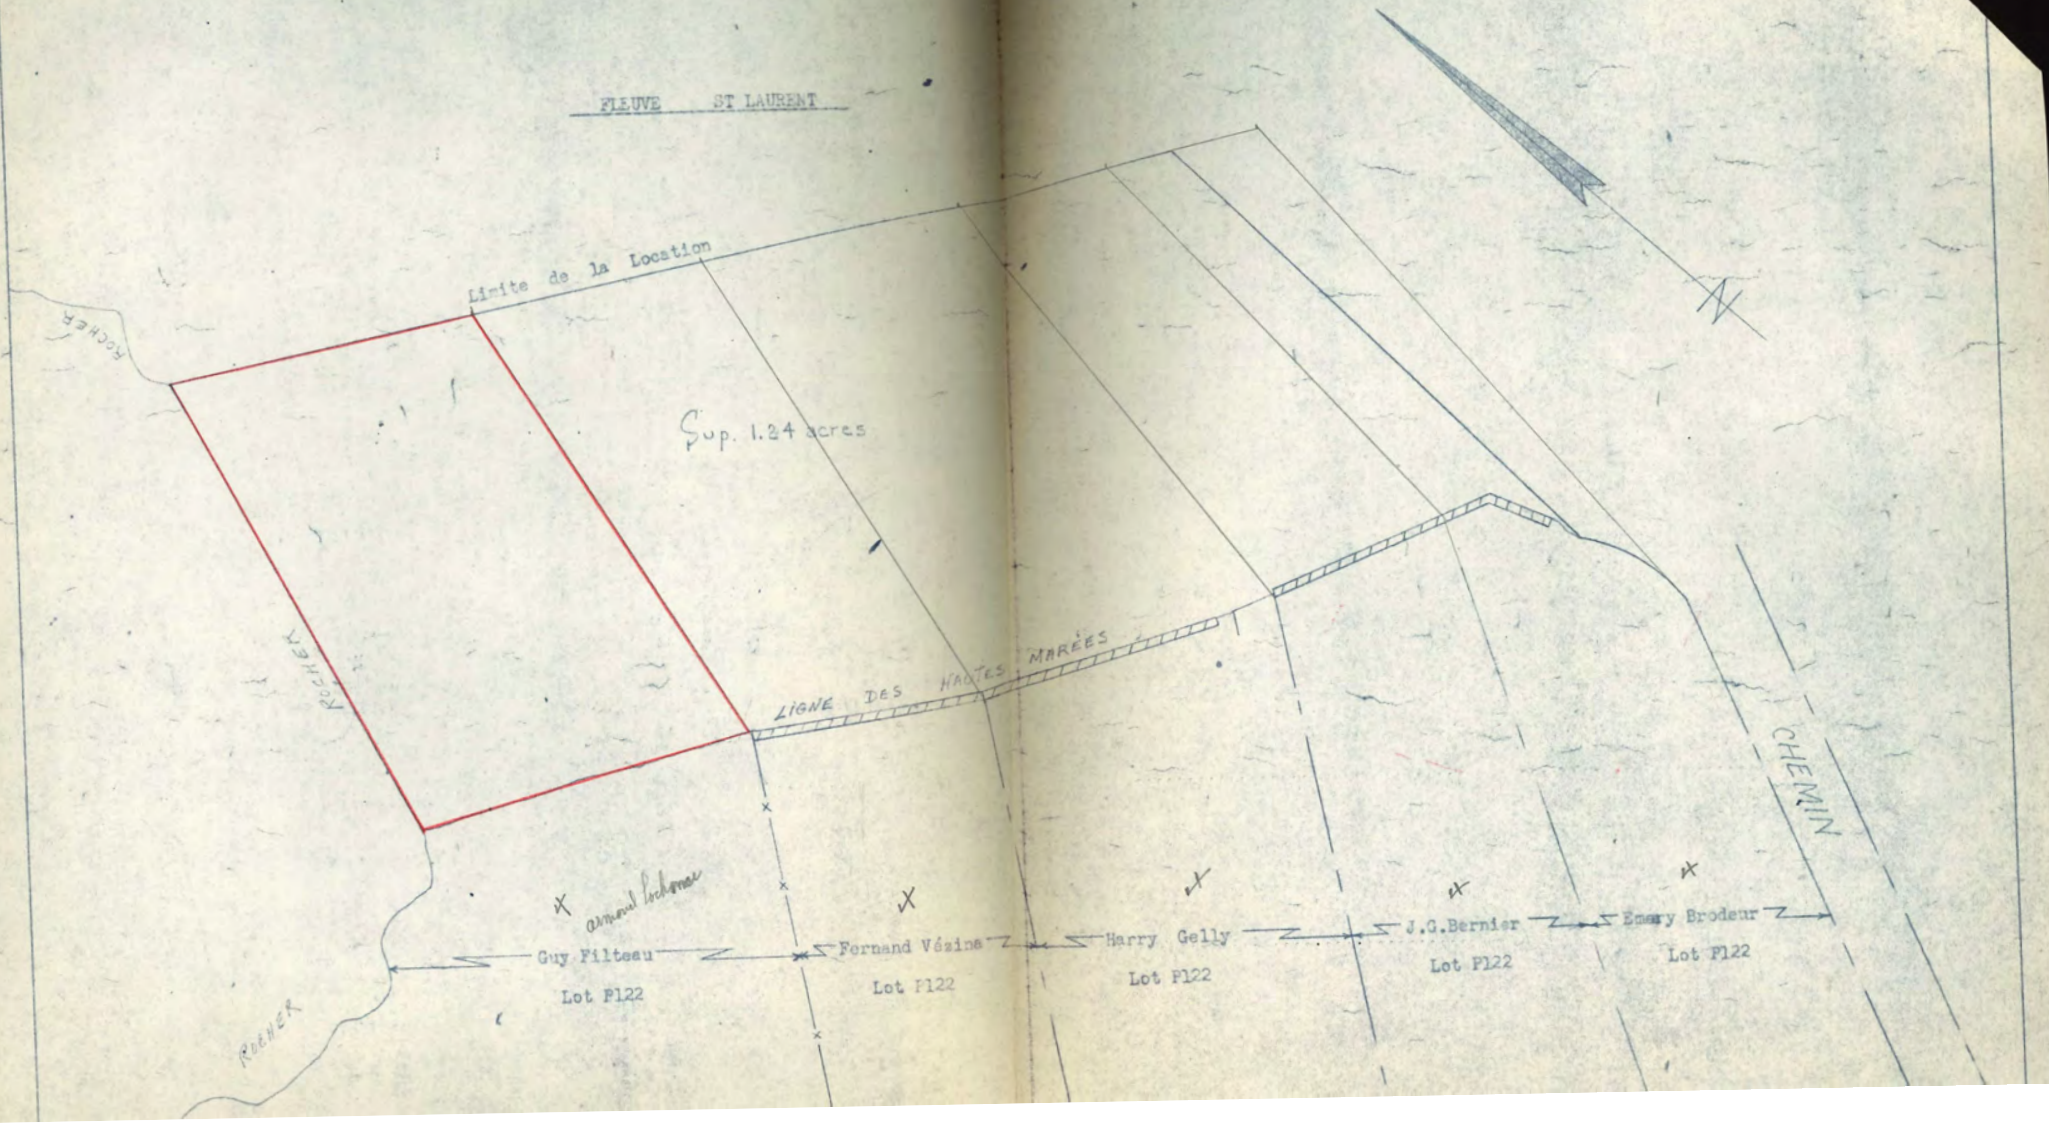 FLEUVE ST LAURENT
Limite de la Location
ROCHER
N
Sup. 1.24 acres
ROCHER
LIGNE DES HAUTES MARÉES
CHEMIN
x x x x x
Guy Filteau
Fernand Vézina
Harry Gelly
J.G.Bernier
Emery Brodeur
Lot P122
Lot P122
Lot P122
Lot P122
Lot P122
ROCHER